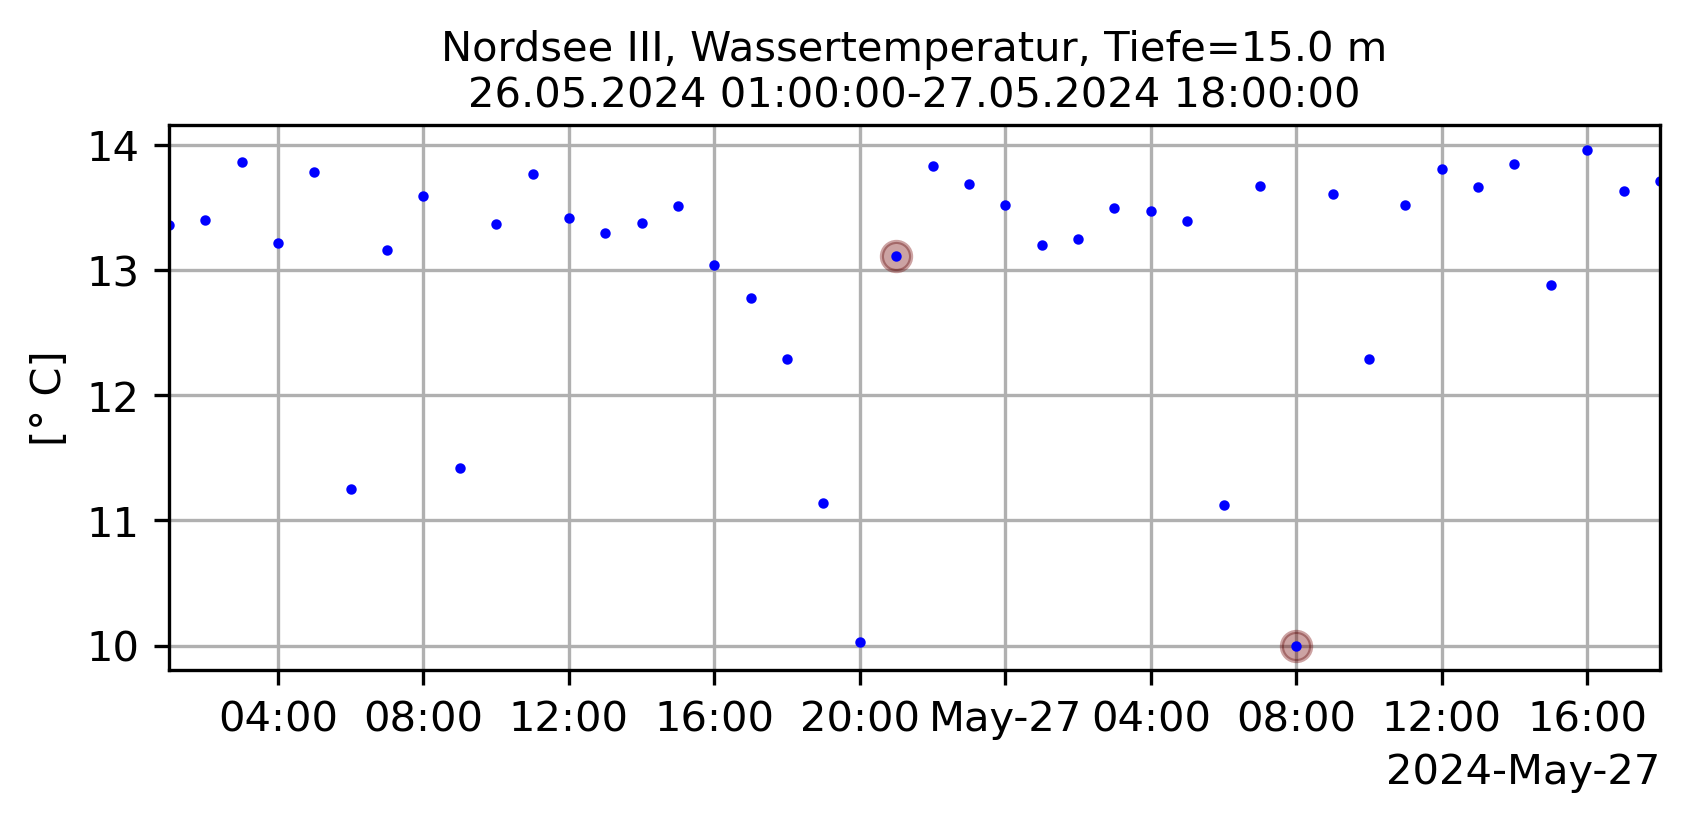 Nordsee III, Wassertemperatur, Tiefe=15.0 m
26.05.2024 01:00:00-27.05.2024 18:00:00
14
13
12
11
10
[° C]
04:00 08:00 12:00 16:00 20:00 May-27 04:00 08:00 12:00 16:00
2024-May-27